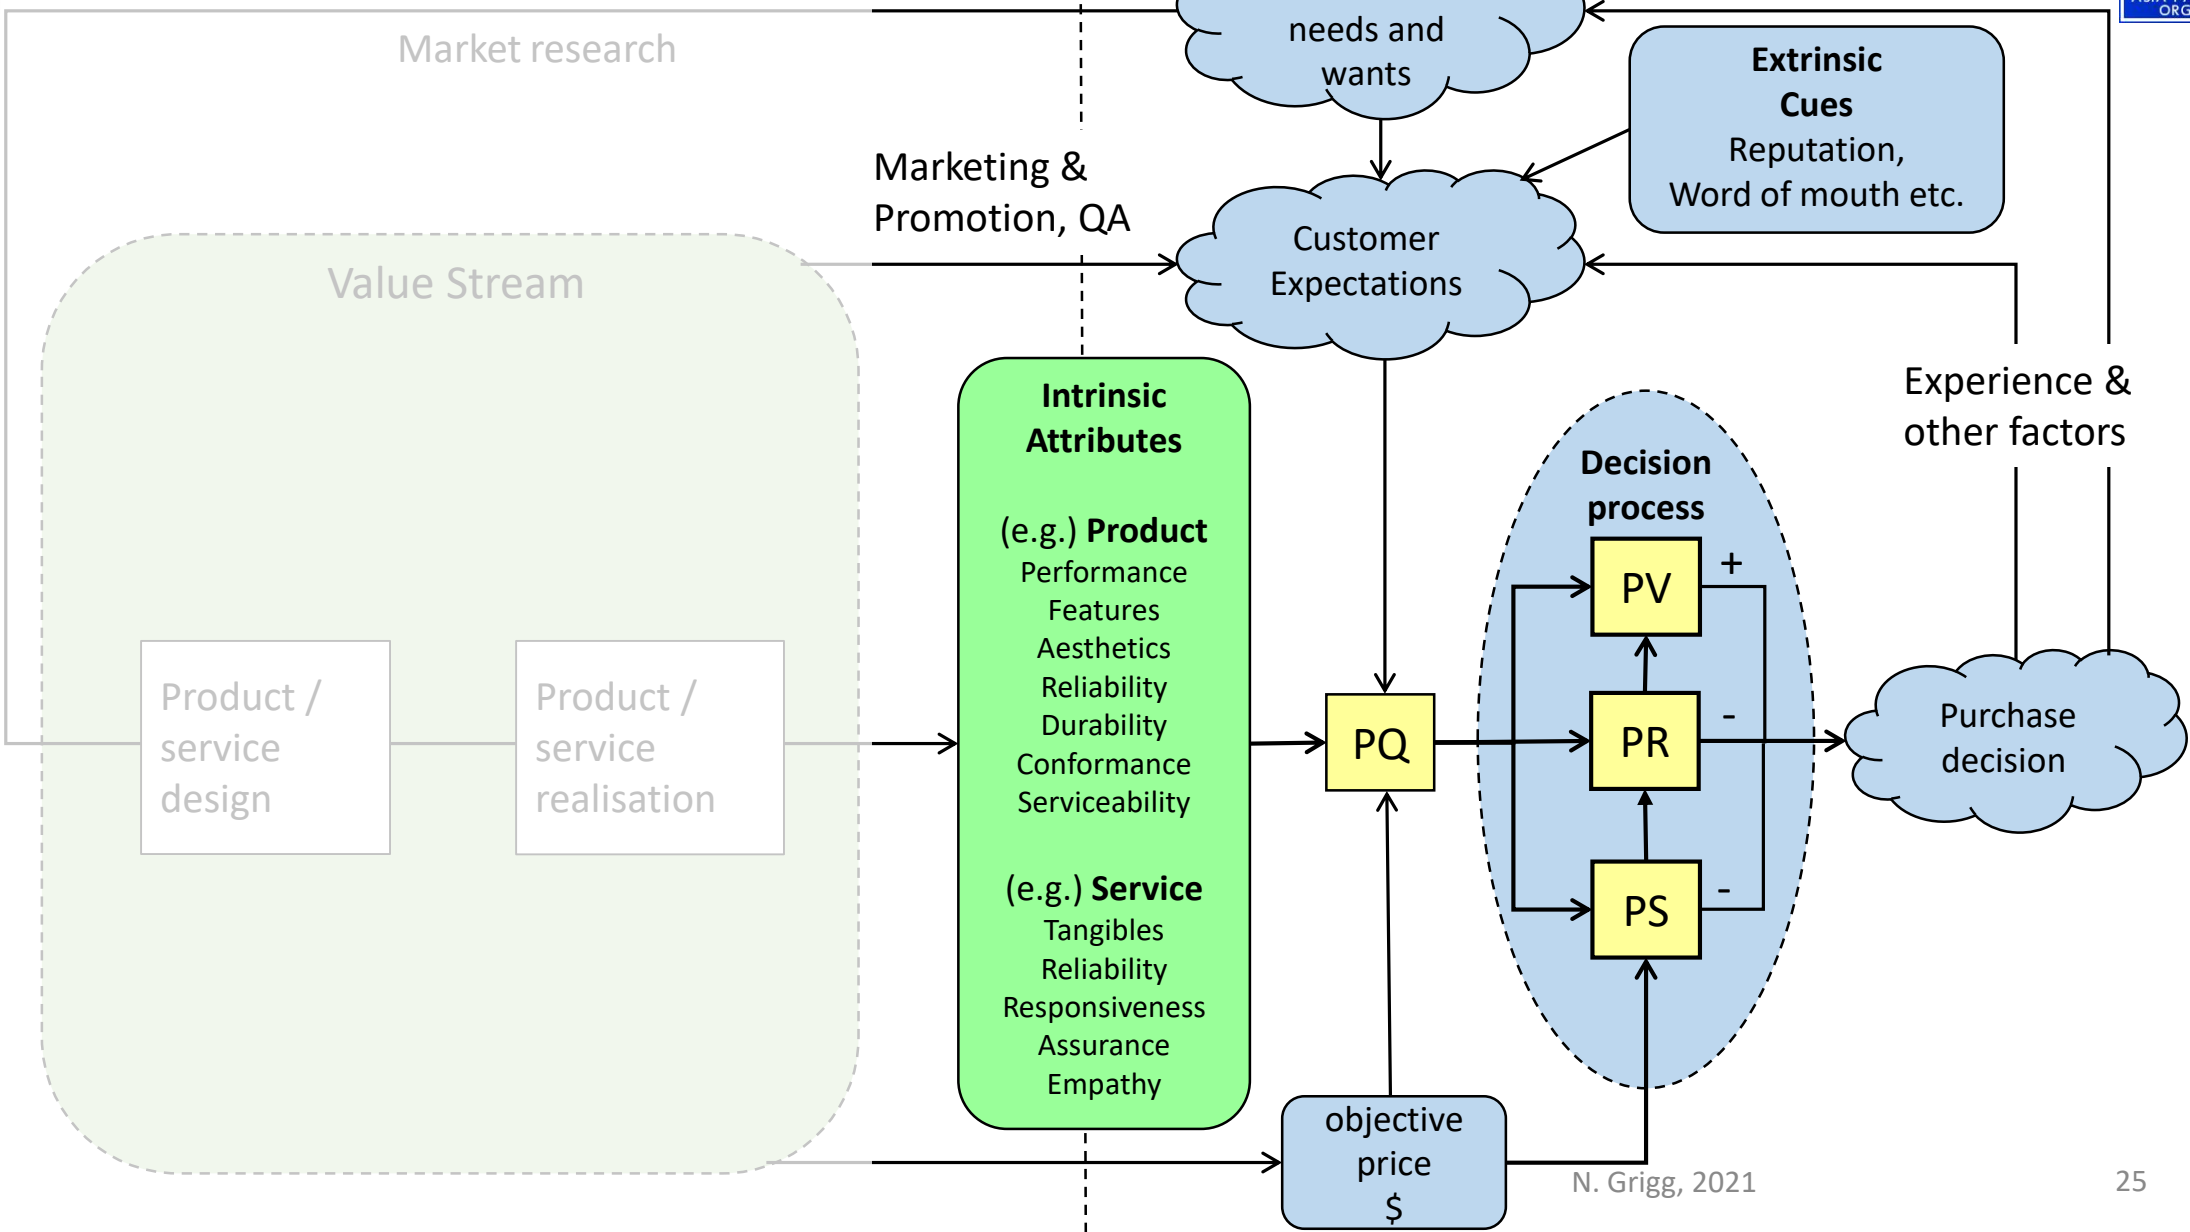 ORG
needs and
wants
Market research
Extrinsic
Cues
Reputation,
Word of mouth etc.
Marketing &
Promotion, QA
Customer
Expectations
Value Stream
Experience &
other factors
Intrinsic
Attributes
(e.g.) Product
Performance
Features
Aesthetics
Reliability
Durability
Conformance
Serviceability
(e.g.) Service
Tangibles
Reliability
Responsiveness
Assurance
Empathy
Decision
process
PV
+
PR
-
PS
-
PQ
Product /
service
design
Product /
service
realisation
Purchase
decision
objective
price
$
N. Grigg, 2021
25